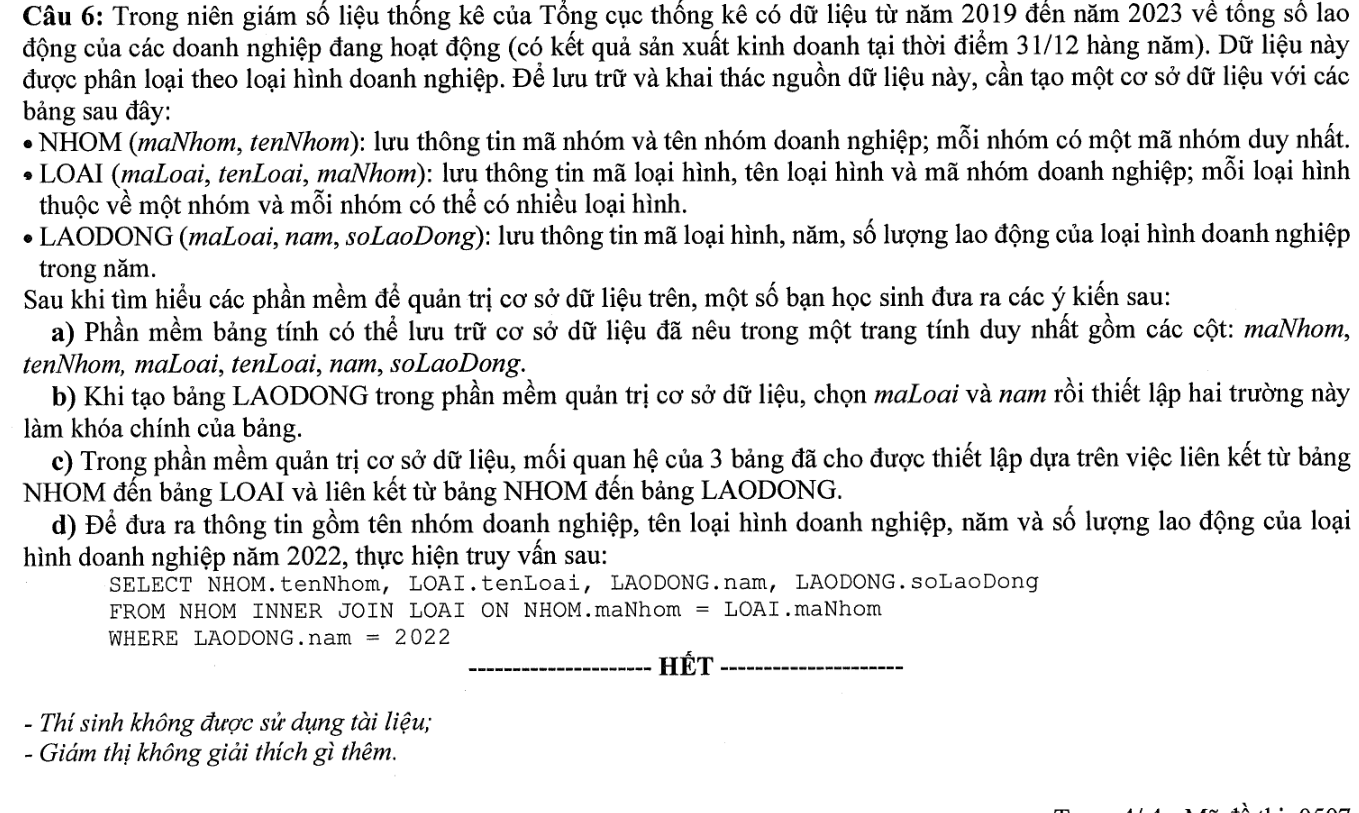 Câu 6: Trong niên giám số liệu thống kê của Tổng cục thống kê có dữ liệu từ năm 2019 đến năm 2023 về tổng số lao
động của các doanh nghiệp đang hoạt động (có kết quả sản xuất kinh doanh tại thời điểm 31/12 hàng năm). Dữ liệu này
được phân loại theo loại hình doanh nghiệp. Để lưu trữ và khai thác nguồn dữ liệu này, cần tạo một cơ sở dữ liệu với các
bảng sau đây:
• NHOM (maNhom, tenNhom): lưu thông tin mã nhóm và tên nhóm doanh nghiệp; mỗi nhóm có một mã nhóm duy nhất.
• LOAI (maLoai, tenLoai, maNhom): lưu thông tin mã loại hình, tên loại hình và mã nhóm doanh nghiệp; mỗi loại hình
thuộc về một nhóm và mỗi nhóm có thể có nhiều loại hình.
• LAODONG (maLoai, nam, soLaoDong): lưu thông tin mã loại hình, năm, số lượng lao động của loại hình doanh nghiệp
trong năm.
Sau khi tìm hiểu các phần mềm để quản trị cơ sở dữ liệu trên, một số bạn học sinh đưa ra các ý kiến sau:
a) Phần mềm bảng tính có thể lưu trữ cơ sở dữ liệu đã nêu trong một trang tính duy nhất gồm các cột: maNhom,
tenNhom, maLoai, tenLoai, nam, soLaoDong.
b) Khi tạo bảng LAODONG trong phần mềm quản trị cơ sở dữ liệu, chọn maLoai và nam rồi thiết lập hai trường này
làm khóa chính của bảng.
c) Trong phần mềm quản trị cơ sở dữ liệu, mối quan hệ của 3 bảng đã cho được thiết lập dựa trên việc liên kết từ bảng
NHOM đến bảng LOAI và liên kết từ bảng NHOM đến bảng LAODONG.
d) Để đưa ra thông tin gồm tên nhóm doanh nghiệp, tên loại hình doanh nghiệp, năm và số lượng lao động của loại
hình doanh nghiệp năm 2022, thực hiện truy vấn sau:
SELECT NHOM.tenNhom, LOAI.tenLoai, LAODONG.nam, LAODONG.soLaoDong
FROM NHOM INNER JOIN LOAI ON NHOM.maNhom = LOAI.maNhom
WHERE LAODONG.nam = 2022
--------------------- HẾT ---------------------
- Thí sinh không được sử dụng tài liệu;
- Giám thị không giải thích gì thêm.